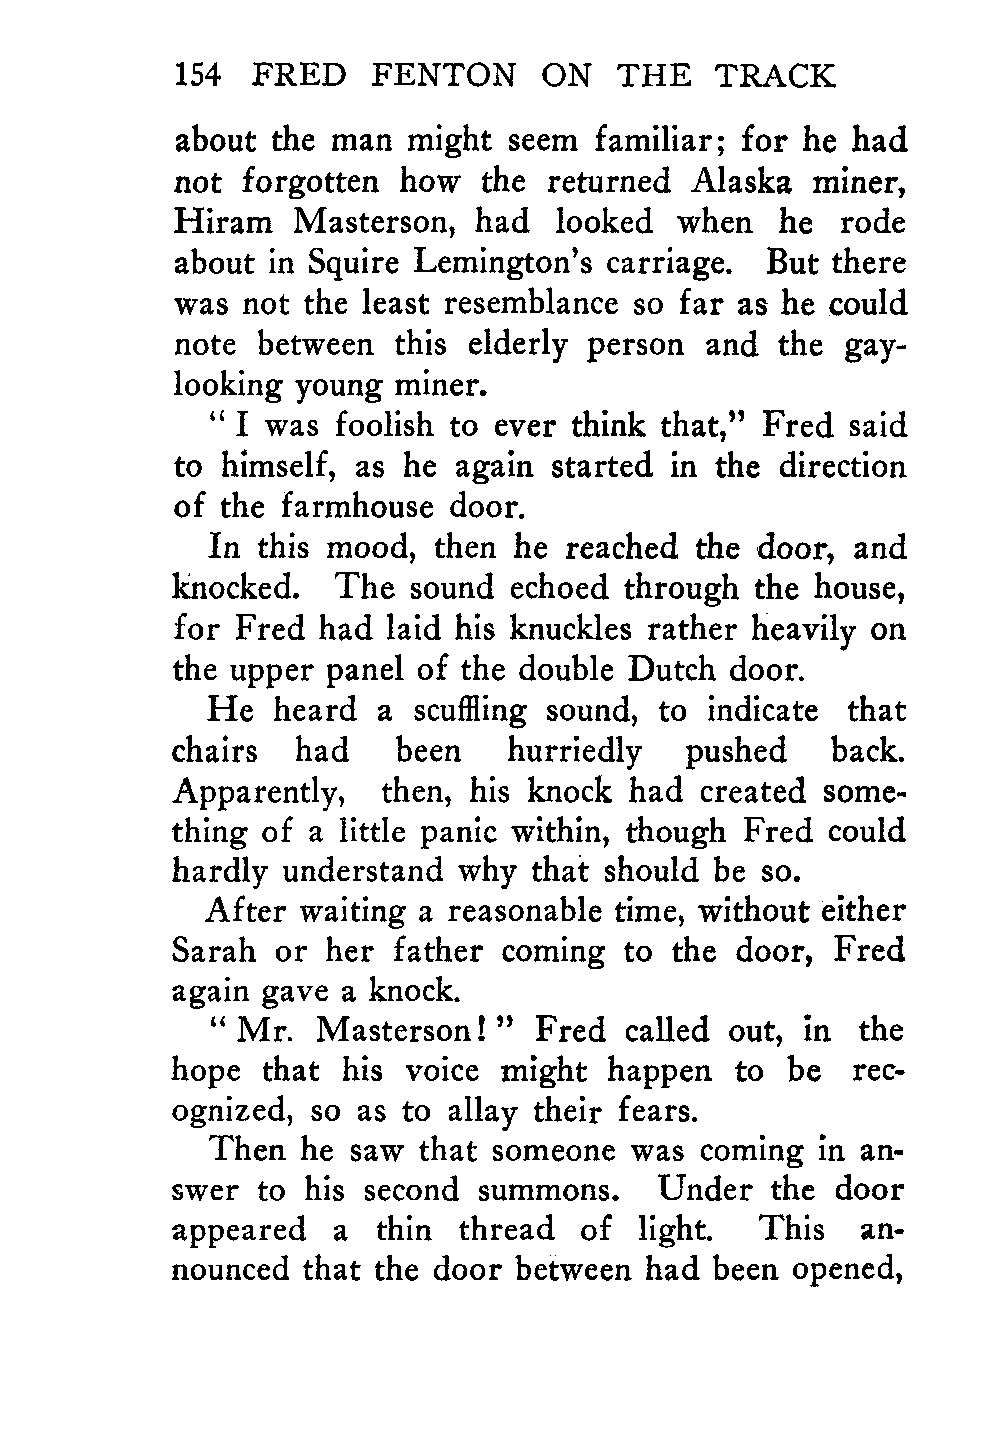 154 FRED FENTON ON THE TRACK
about the man might seem familiar; for he had
not forgotten how the returned Alaska miner,
Hiram Masterson, had looked when he rode
about in Squire Lemington's carriage. But there
was not the least resemblance so far as he could
note between this elderly person and the gay-
looking young miner.
"I was foolish to ever think that," Fred said
to himself, as he again started in the direction
of the farmhouse door.
In this mood, then he reached the door, and
knocked. The sound echoed through the house,
for Fred had laid his knuckles rather heavily on
the upper panel of the double Dutch door.
He heard a scuffling sound, to indicate that
chairs had been hurriedly pushed back.
Apparently, then, his knock had created some-
thing of a little panic within, though Fred could
hardly understand why that should be so.
After waiting a reasonable time, without either
Sarah or her father coming to the door, Fred
again gave a knock.
"Mr. Masterson!" Fred called out, in the
hope that his voice might happen to be rec-
ognized, so as to allay their fears.
Then he saw that someone was coming in an-
swer to his second summons. Under the door
appeared a thin thread of light. This an-
nounced that the door between had been opened,